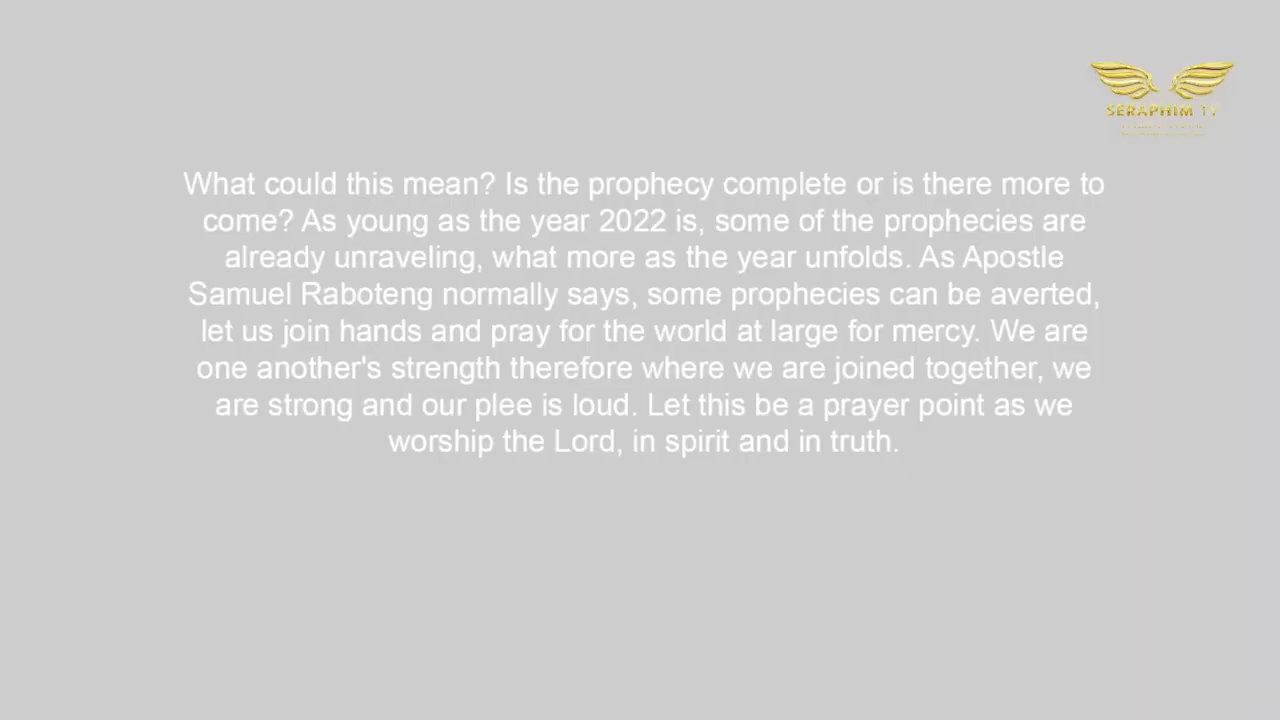 SERAPHIM TV
What could this mean? Is the prophecy complete or is there more to
come? As young as the year 2022 is, some of the prophecies are
already unraveling, what more as the year unfolds. As Apostle
Samuel Raboteng normally says, some prophecies can be averted,
let us join hands and pray for the world at large for mercy. We are
one another's strength therefore where we are joined together, we
are strong and our plee is loud. Let this be a prayer point as we
worship the Lord, in spirit and in truth.